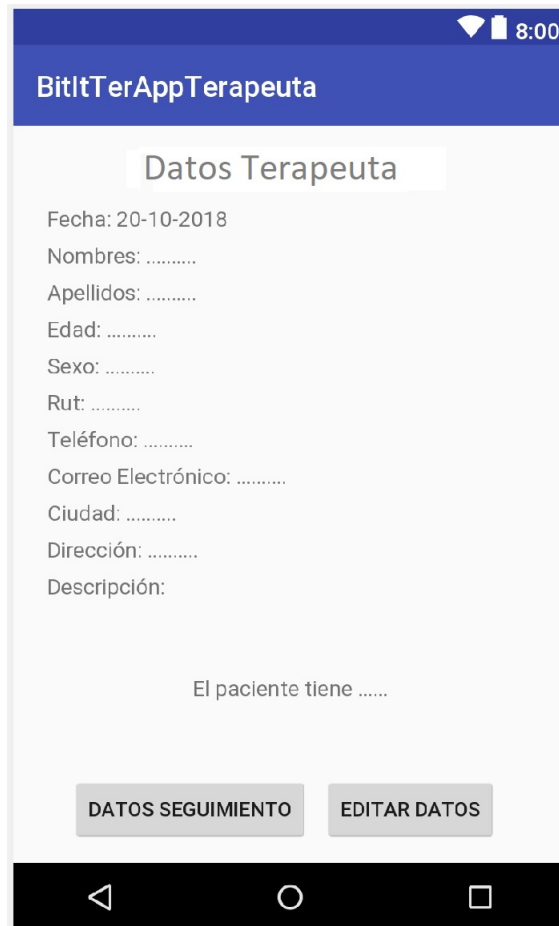 8:00
BitItTerAppTerapeuta
Datos Terapeuta
Fecha: 20-10-2018
Nombres: ..........
Apellidos: ..........
Edad: ..........
Sexo: ..........
Rut: ..........
Teléfono: ..........
Correo Electrónico: ..........
Ciudad: ..........
Dirección: ..........
Descripción:
El paciente tiene ......
DATOS SEGUIMIENTO EDITAR DATOS